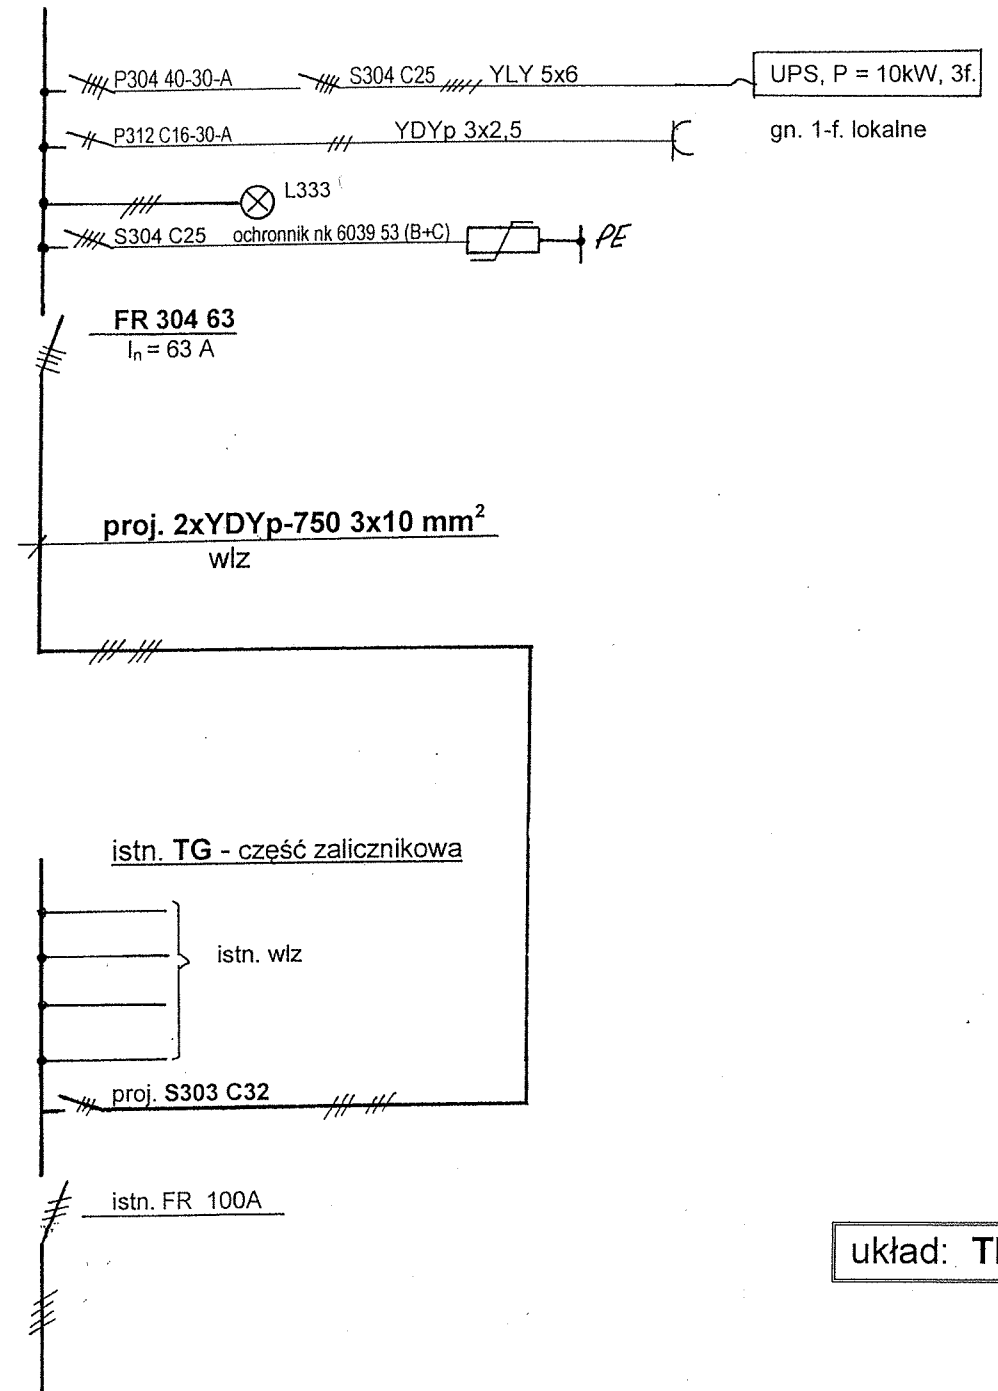 P304 40-30-A S304 C25 YLY 5x6 UPS, P = 10kW, 3f.
P312 C16-30-A YDYp 3x2,5 gn. 1-f. lokalne
L333
S304 C25 ochronnik nk 6039 53 (B+C) PE
FR 304 63
In = 63 A
proj. 2xYDYp-750 3x10 mm²
wlz
istn. TG - część zalicznikowa
istn. wlz
proj. S303 C32
istn. FR 100A
układ: